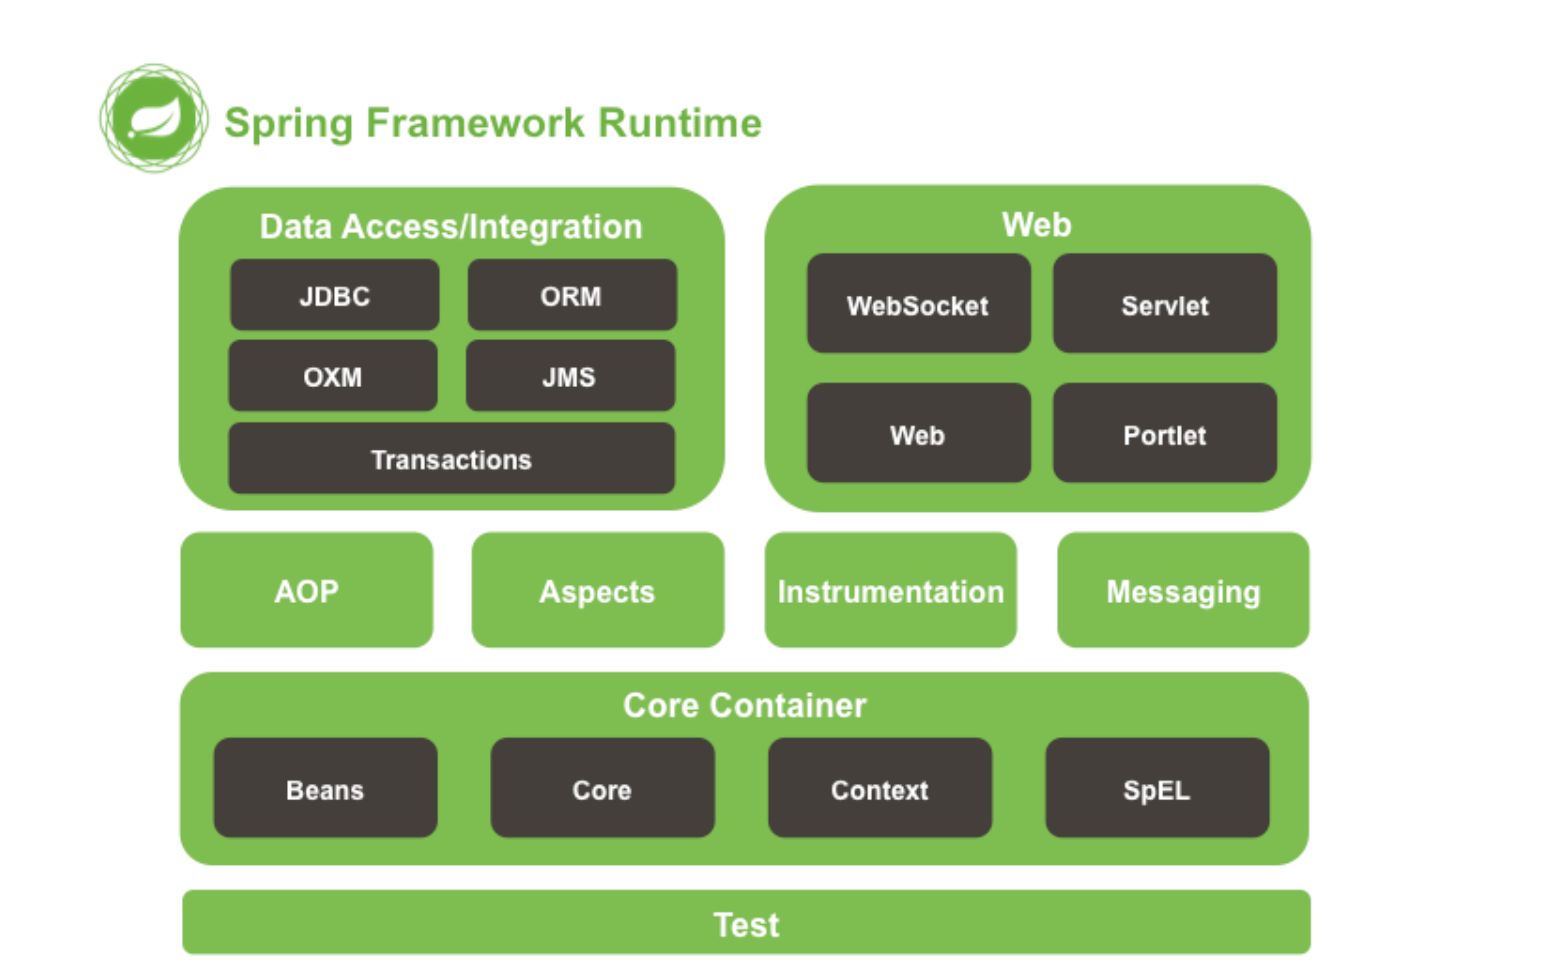 Spring Framework Runtime
Data Access/Integration
JDBC
ORM
OXM
JMS
Transactions
Web
WebSocket
Servlet
Web
Portlet
AOP
Aspects
Instrumentation
Messaging
Core Container
Beans
Core
Context
SpEL
Test